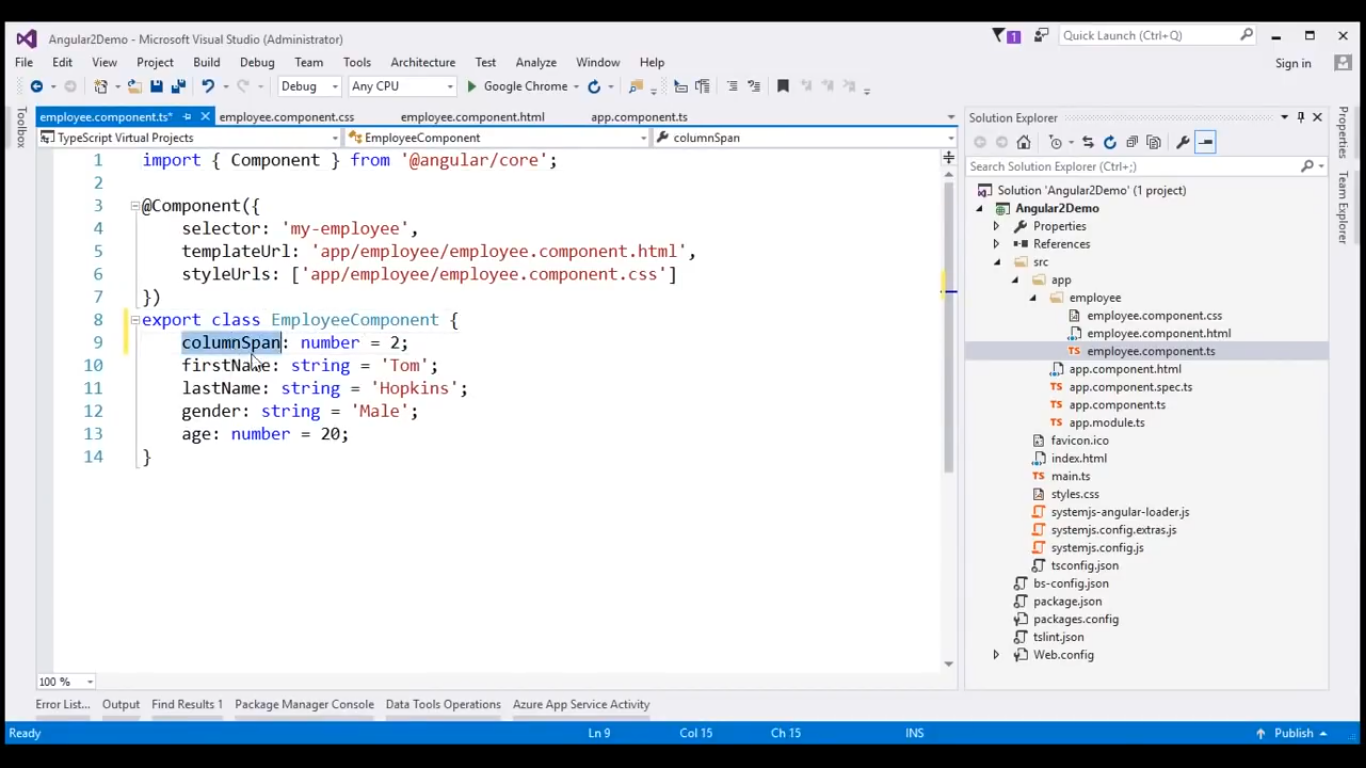 Angular2Demo - Microsoft Visual Studio (Administrator)
1
Quick Launch (Ctrl+Q)
File Edit View Project Build Debug Team Tools Architecture Test Analyze Window Help
Sign in
Debug Any CPU Google Chrome
Toolbox
employee.component.ts* employee.component.css employee.component.html app.component.ts
TypeScript Virtual Projects EmployeeComponent columnSpan
1 import { Component } from '@angular/core';
2
3 @Component({
4 selector: 'my-employee',
5 templateUrl: 'app/employee/employee.component.html',
6 styleUrls: ['app/employee/employee.component.css']
7 })
8 export class EmployeeComponent {
9 columnSpan: number = 2;
10 firstName: string = 'Tom';
11 lastName: string = 'Hopkins';
12 gender: string = 'Male';
13 age: number = 20;
14 }
100 %
Solution Explorer
Search Solution Explorer (Ctrl+;)
Solution 'Angular2Demo' (1 project)
Angular2Demo
Properties
References
src
app
employee
employee.component.css
employee.component.html
TS employee.component.ts
app.component.html
TS app.component.spec.ts
TS app.component.ts
TS app.module.ts
favicon.ico
index.html
TS main.ts
styles.css
systemjs-angular-loader.js
systemjs.config.extras.js
systemjs.config.js
tsconfig.json
bs-config.json
package.json
packages.config
tslint.json
Web.config
Properties
Team Explorer
Error List... Output Find Results 1 Package Manager Console Data Tools Operations Azure App Service Activity
Ready Ln 9 Col 15 Ch 15 INS Publish